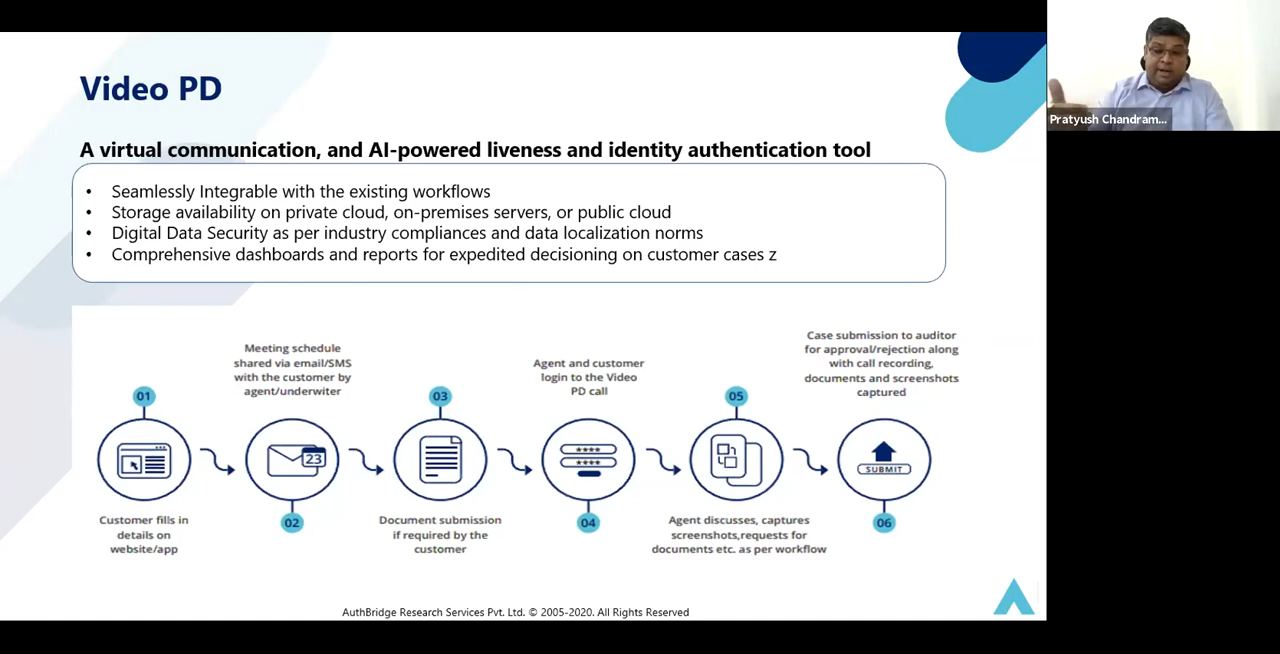 Video PD
A virtual communication, and AI-powered liveness and identity authentication tool
• Seamlessly Integrable with the existing workflows
• Storage availability on private cloud, on-premises servers, or public cloud
• Digital Data Security as per industry compliances and data localization norms
• Comprehensive dashboards and reports for expedited decisioning on customer cases z
01
Customer fills in
details on
website/app
Meeting schedule
shared via email/SMS
with the customer by
agent/underwiter
23
02
03
Document submission
if required by the
customer
Agent and customer
login to the Video
PD call
****
****
04
05
Agent discusses, captures
screenshots,requests for
documents etc. as per workflow
Case submission to auditor
for approval/rejection along
with call recording,
documents and screenshots
captured
SUBMIT
06
AuthBridge Research Services Pvt. Ltd. © 2005-2020. All Rights Reserved
Pratyush Chandram...